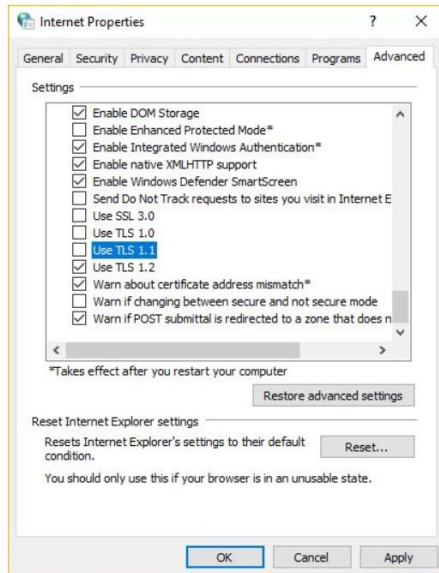 Internet Properties
?
General Security Privacy Content Connections Programs Advanced
Settings
Enable DOM Storage
Enable Enhanced Protected Mode*
Enable Integrated Windows Authentication*
Enable native XMLHTTP support
Enable Windows Defender SmartScreen
Send Do Not Track requests to sites you visit in Internet E
Use SSL 3.0
Use TLS 1.0
Use TLS 1.1
Use TLS 1.2
Warn about certificate address mismatch*
Warn if changing between secure and not secure mode
Warn if POST submittal is redirected to a zone that does n
*Takes effect after you restart your computer
Restore advanced settings
Reset Internet Explorer settings
Resets Internet Explorer's settings to their default
condition.
Reset...
You should only use this if your browser is in an unusable state.
OK Cancel Apply